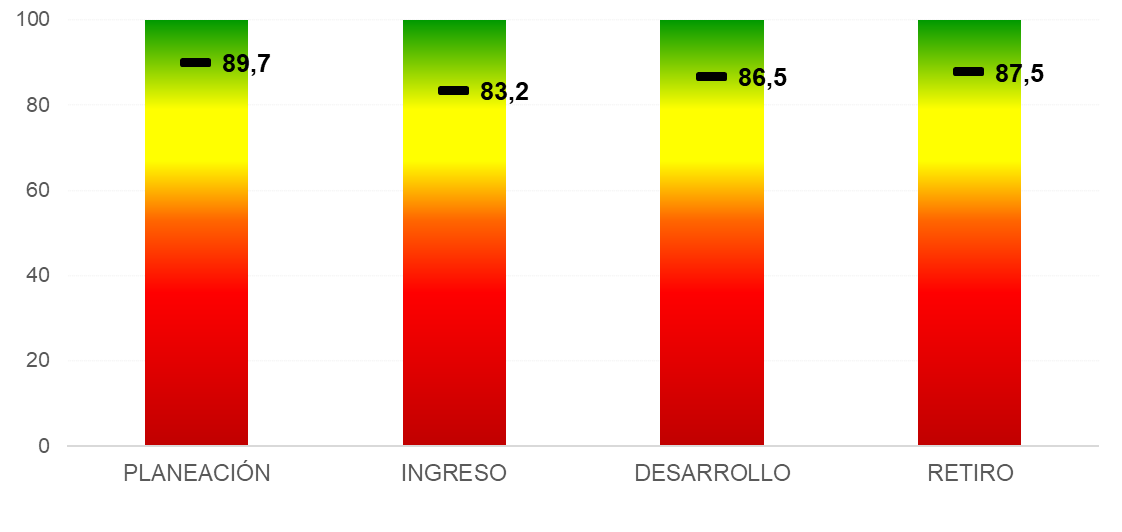 100
80
60
40
20
0
89,7
83,2
86,5
87,5
PLANEACIÓN
INGRESO
DESARROLLO
RETIRO